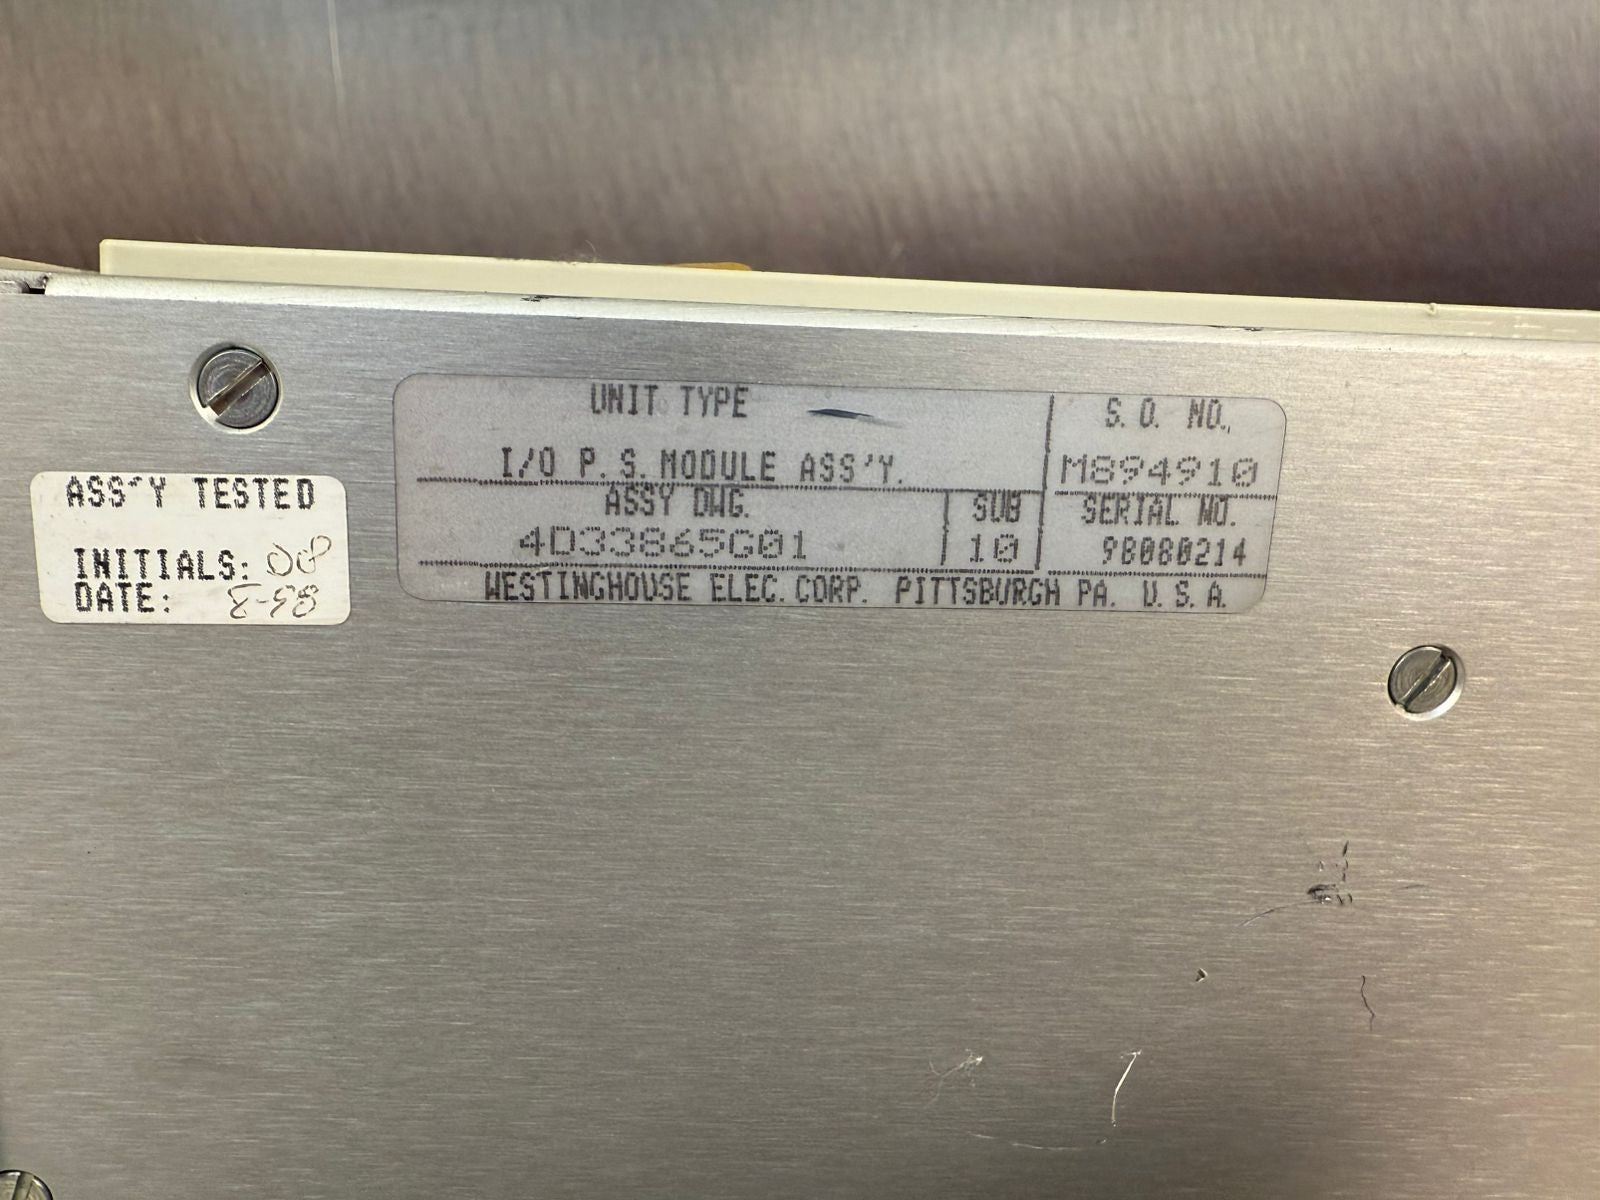 ASS'Y TESTED
INITIALS:
DATE: 8-98
UNIT TYPE
I/O P.S. MODULE ASS'Y.
S.O. NO.
M894910
ASSY DWG.
4D33865G01
SUB
10
SERIAL NO.
98080214
WESTINGHOUSE ELEC. CORP. PITTSBURGH PA. U.S.A.